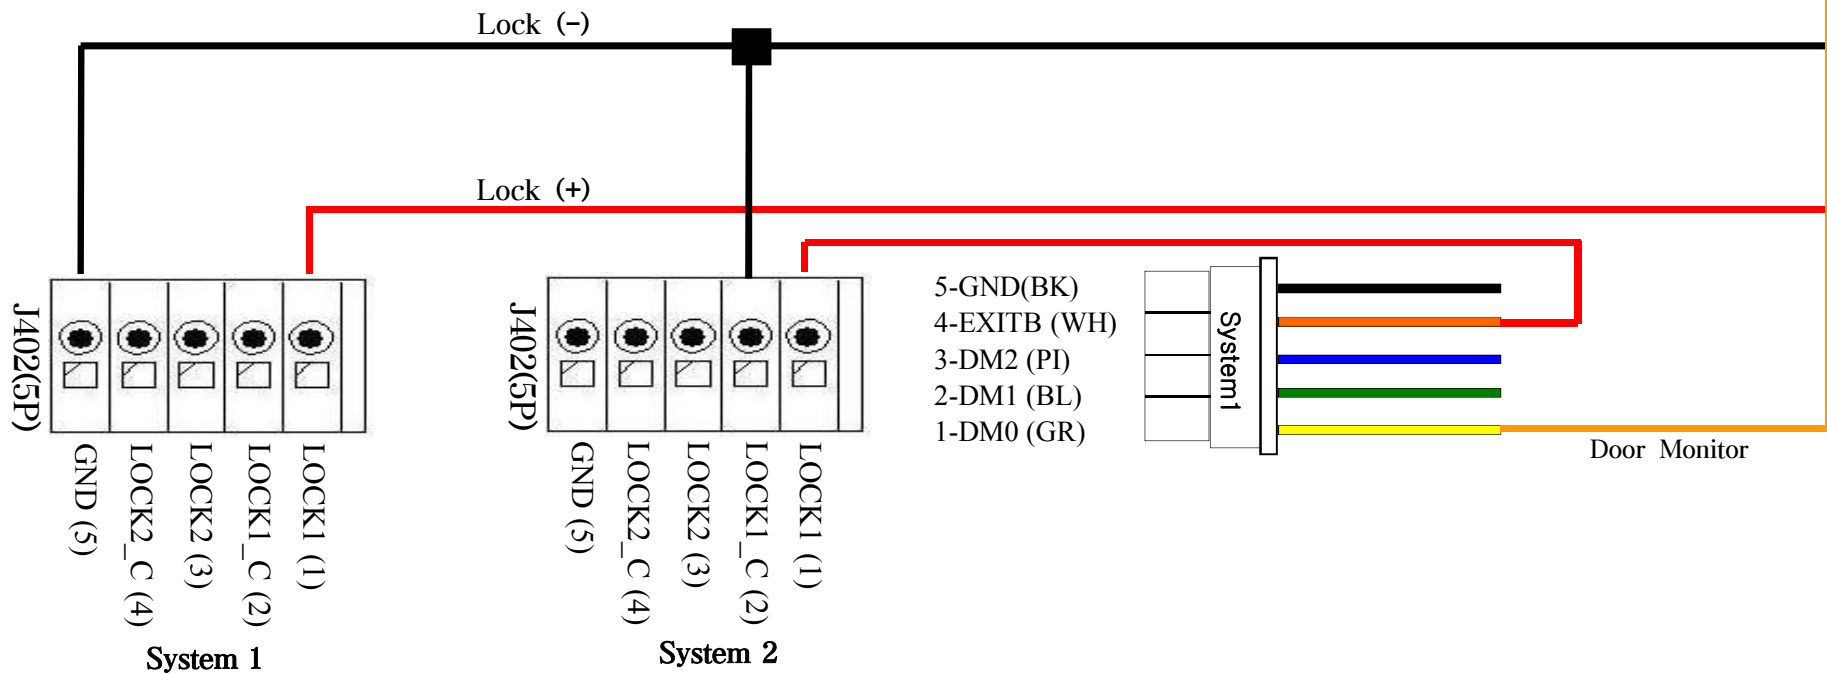 Lock (-)
Lock (+)
J402(5P)
GND (5)
LOCK2_C (4)
LOCK2 (3)
LOCK1_C (2)
LOCK1 (1)
System 1
J402(5P)
GND (5)
LOCK2_C (4)
LOCK2 (3)
LOCK1_C (2)
LOCK1 (1)
System 2
5-GND(BK)
4-EXITB (WH)
3-DM2 (PI)
2-DM1 (BL)
1-DM0 (GR)
System1
Door Monitor